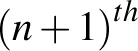 (n + 1)^{th}